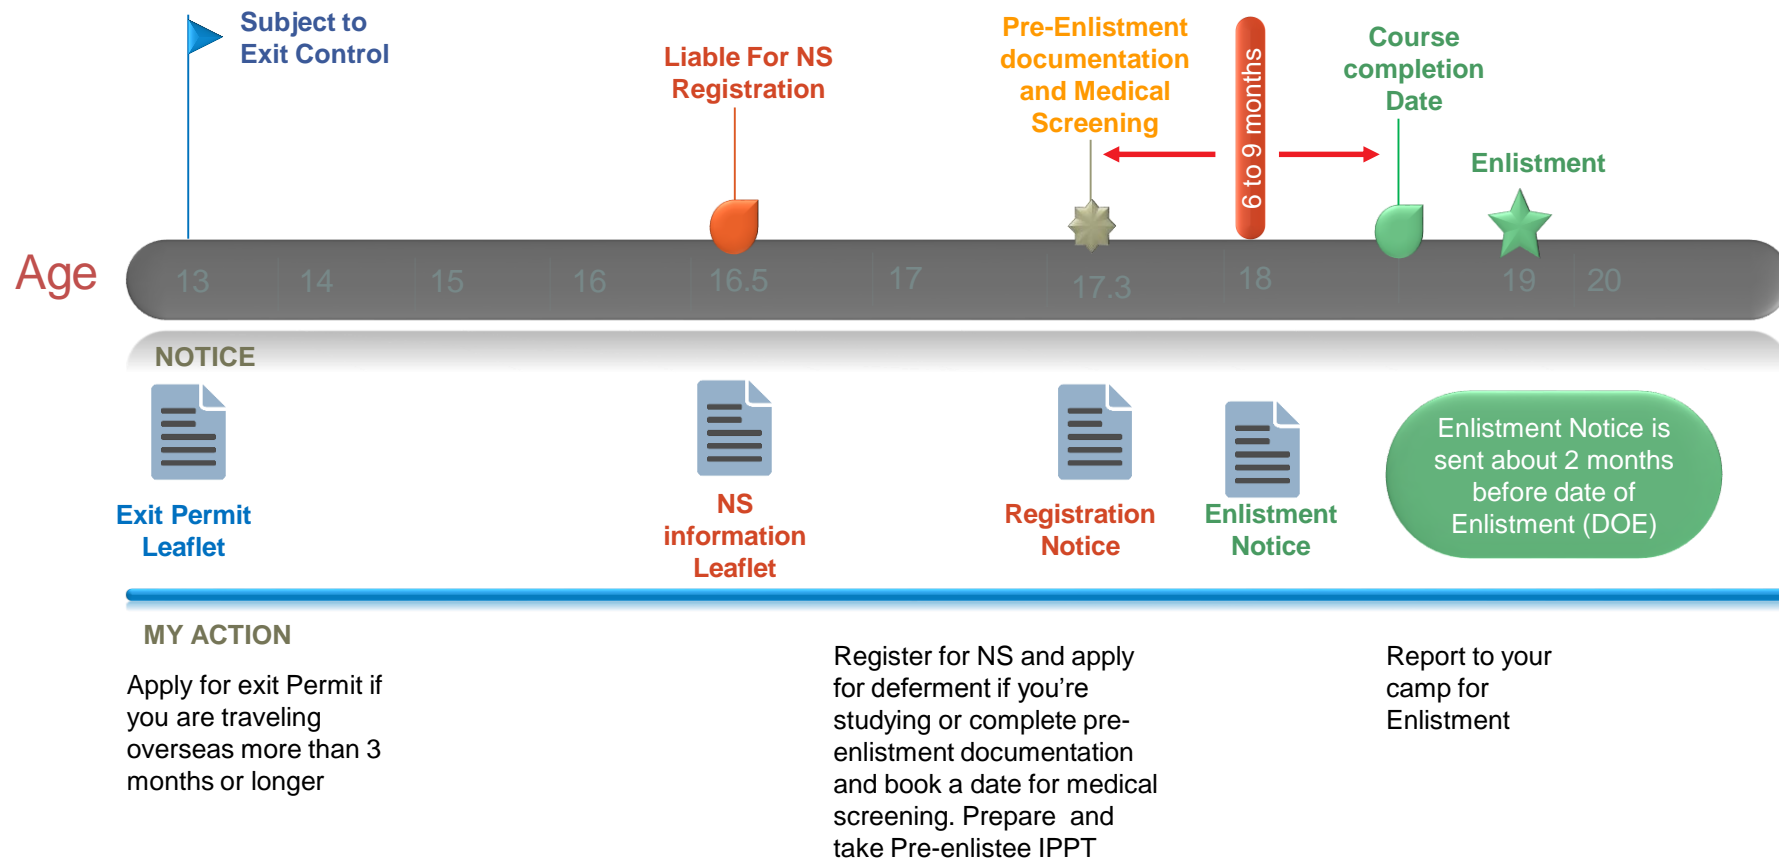 Subject to
Exit Control
Liable For NS
Registration
Pre-Enlistment
documentation
and Medical
Screening
6 to 9 months
Course
completion
Date
Enlistment
Age
13
14
15
16
16.5
17
17.3
18
19
20
NOTICE
Exit Permit
Leaflet
NS
information
Leaflet
Registration
Notice
Enlistment
Notice
Enlistment Notice is
sent about 2 months
before date of
Enlistment (DOE)
MY ACTION
Apply for exit Permit if
you are traveling
overseas more than 3
months or longer
Register for NS and apply
for deferment if you’re
studying or complete pre-
enlistment documentation
and book a date for medical
screening. Prepare and
take Pre-enlistee IPPT
Report to your
camp for
Enlistment